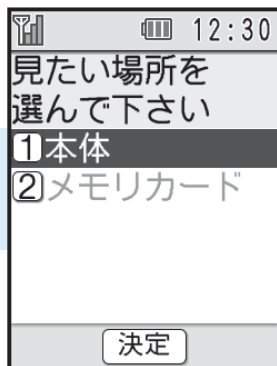 12:30
見たい場所を
選んで下さい
1本体
2メモリカード
決定